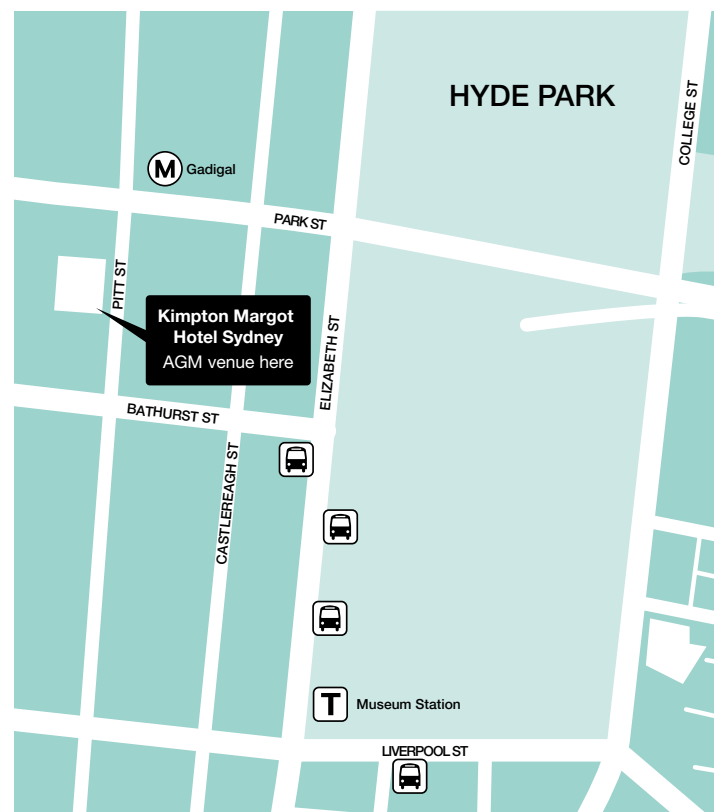 HYDE PARK
COLLEGE ST
M Gadigal
PARK ST
PITT ST
Kimpton Margot
Hotel Sydney
AGM venue here
ELIZABETH ST
BATHURST ST
CASTLEREAGH ST
T Museum Station
LIVERPOOL ST